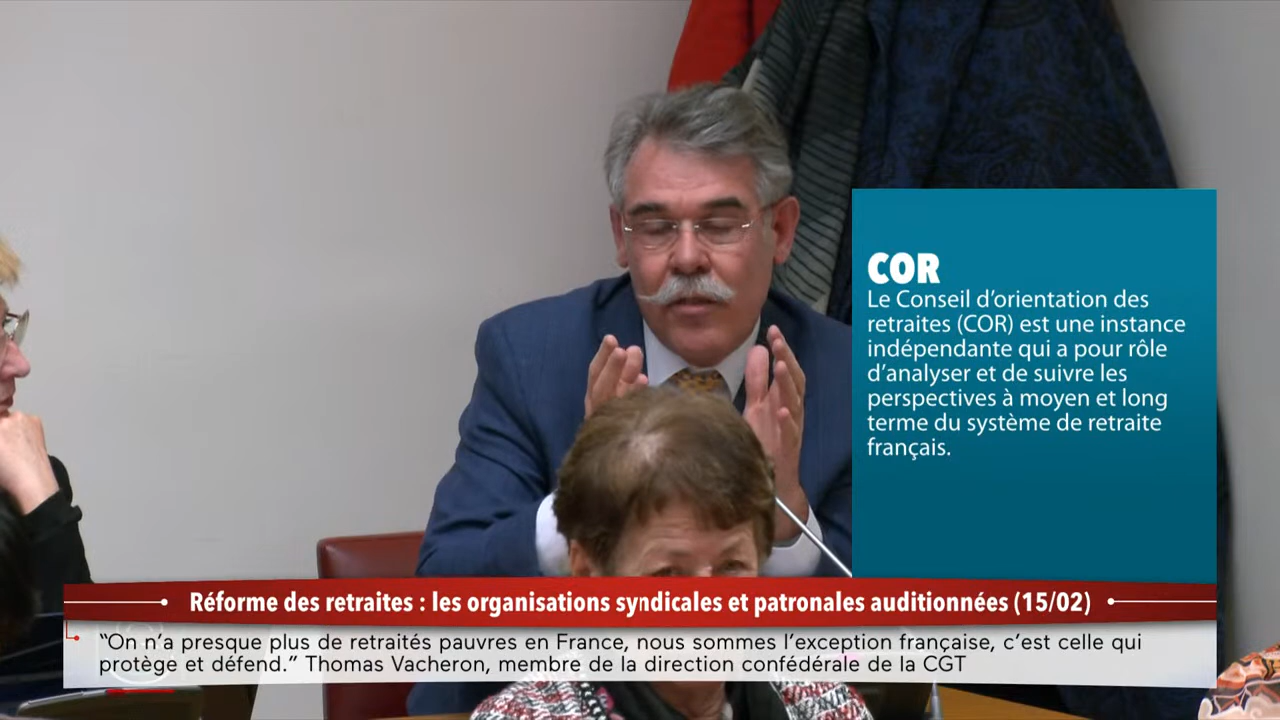 COR
Le Conseil d’orientation des
retraites (COR) est une instance
indépendante qui a pour rôle
d’analyser et de suivre les
perspectives à moyen et long
terme du système de retraite
français.
Réforme des retraites : les organisations syndicales et patronales auditionnées (15/02)
“On n’a presque plus de retraités pauvres en France, nous sommes l’exception française, c’est celle qui
protège et défend.” Thomas Vacheron, membre de la direction confédérale de la CGT